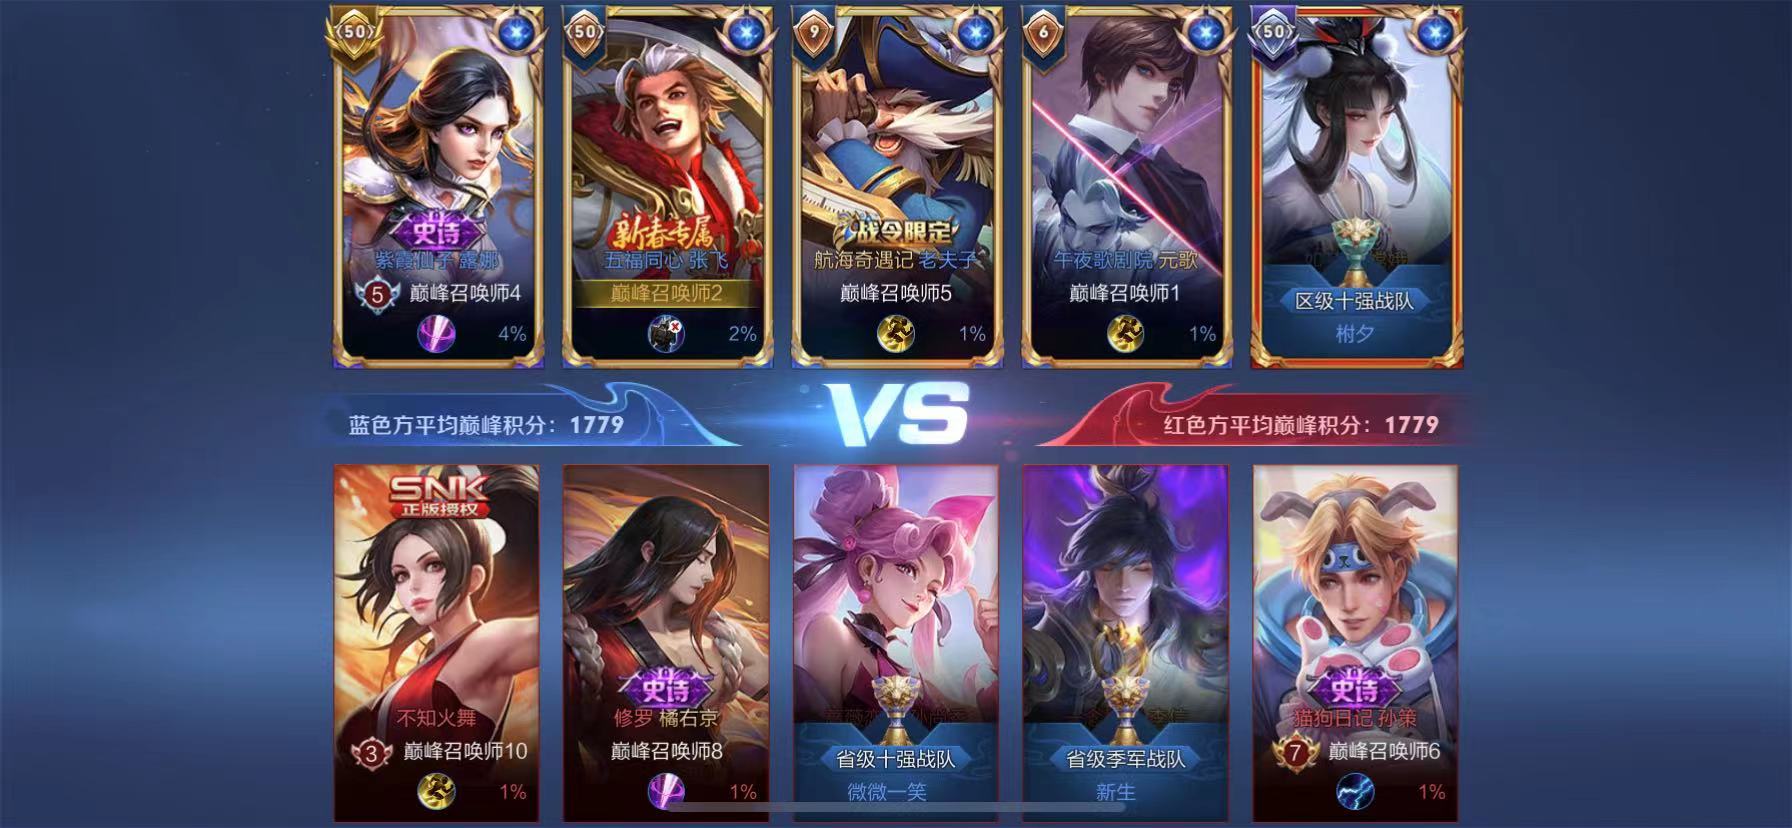 50
50
9
6
50
史诗
新春专属
战令限定
紫霞仙子 露娜
五福同心 张飞
航海奇遇记 老夫子
午夜歌剧院 元歌
5 巅峰召唤师4
巅峰召唤师2
巅峰召唤师5
巅峰召唤师1
区级十强战队
4%
2%
1%
1%
柎夕
蓝色方平均巅峰积分：1779
VS
红色方平均巅峰积分：1779
SNK
正版授权
史诗
史诗
不知火舞
修罗 橘右京
猫狗日记 孙策
3 巅峰召唤师10
巅峰召唤师8
省级十强战队
省级季军战队
7 巅峰召唤师6
1%
1%
微微一笑
新生
1%